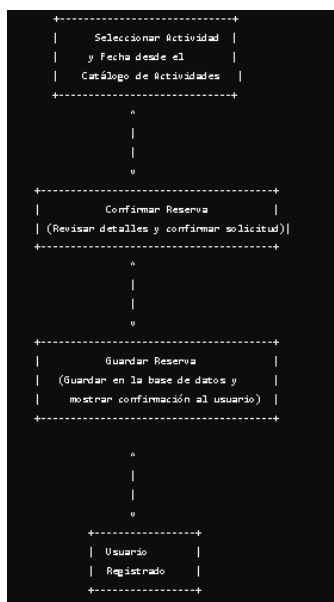 Seleccionar Actividad
y Fecha desde el
Catálogo de Actividades
Confirmar Reserva
(Revisar detalles y confirmar solicitud)
Guardar Reserva
(Guardar en la base de datos y
mostrar confirmación al usuario)
Usuario
Registrado